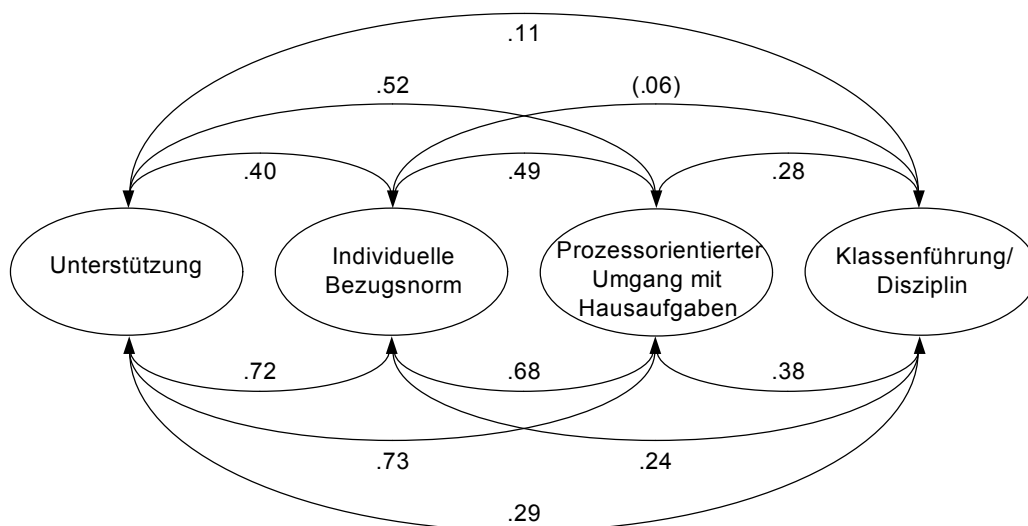 .11
.52
(.06)
.40
.49
.28
Unterstützung
Individuelle
Bezugsnorm
Prozessorientierter
Umgang mit
Hausaufgaben
Klassenführung/
Disziplin
.72
.68
.38
.73
.24
.29